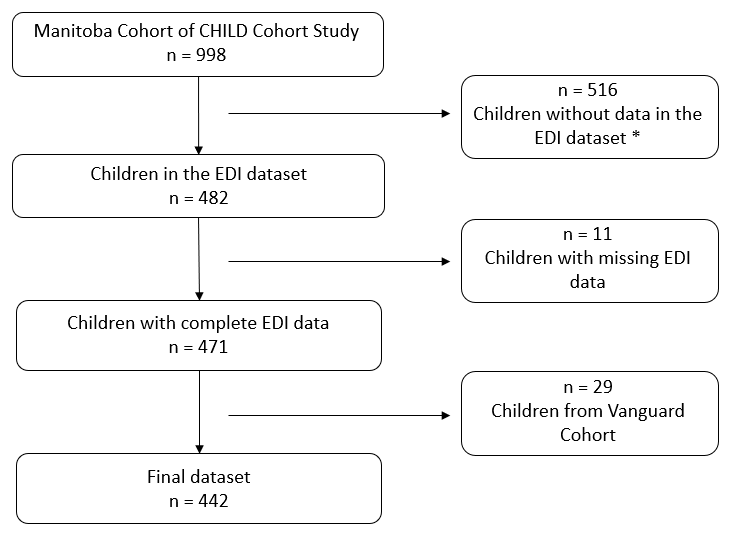 Manitoba Cohort of CHILD Cohort Study
n = 998
n = 516
Children without data in the
EDI dataset *
Children in the EDI dataset
n = 482
n = 11
Children with missing EDI
data
Children with complete EDI data
n = 471
n = 29
Children from Vanguard
Cohort
Final dataset
n = 442